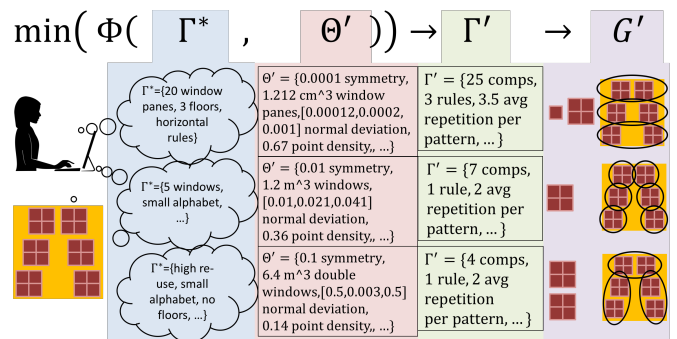 min( Φ( Γ* , Θ′ )) → Γ′ → G′
Γ*={20 window
panes, 3 floors,
horizontal
rules}
Θ′ = {0.0001 symmetry,
1.212 cm^3 window
panes,[0.00012,0.0002,
0.001] normal deviation,
0.67 point density,, ...}
Γ′ = {25 comps,
3 rules, 3.5 avg
repetition per
pattern, ... }
Γ*={5 windows,
small alphabet,
...}
Θ′ = {0.01 symmetry,
1.2 m^3 windows,
[0.01,0.021,0.041]
normal deviation,
0.36 point density,, ...}
Γ′ = {7 comps,
1 rule, 2 avg
repetition per
pattern, ... }
Γ*={high re-
use, small
alphabet, no
floors, ...}
Θ′ = {0.1 symmetry,
6.4 m^3 double
windows,[0.5,0.003,0.5]
normal deviation,
0.14 point density,, ...}
Γ′ = {4 comps,
1 rule, 2 avg
repetition
per pattern, ... }